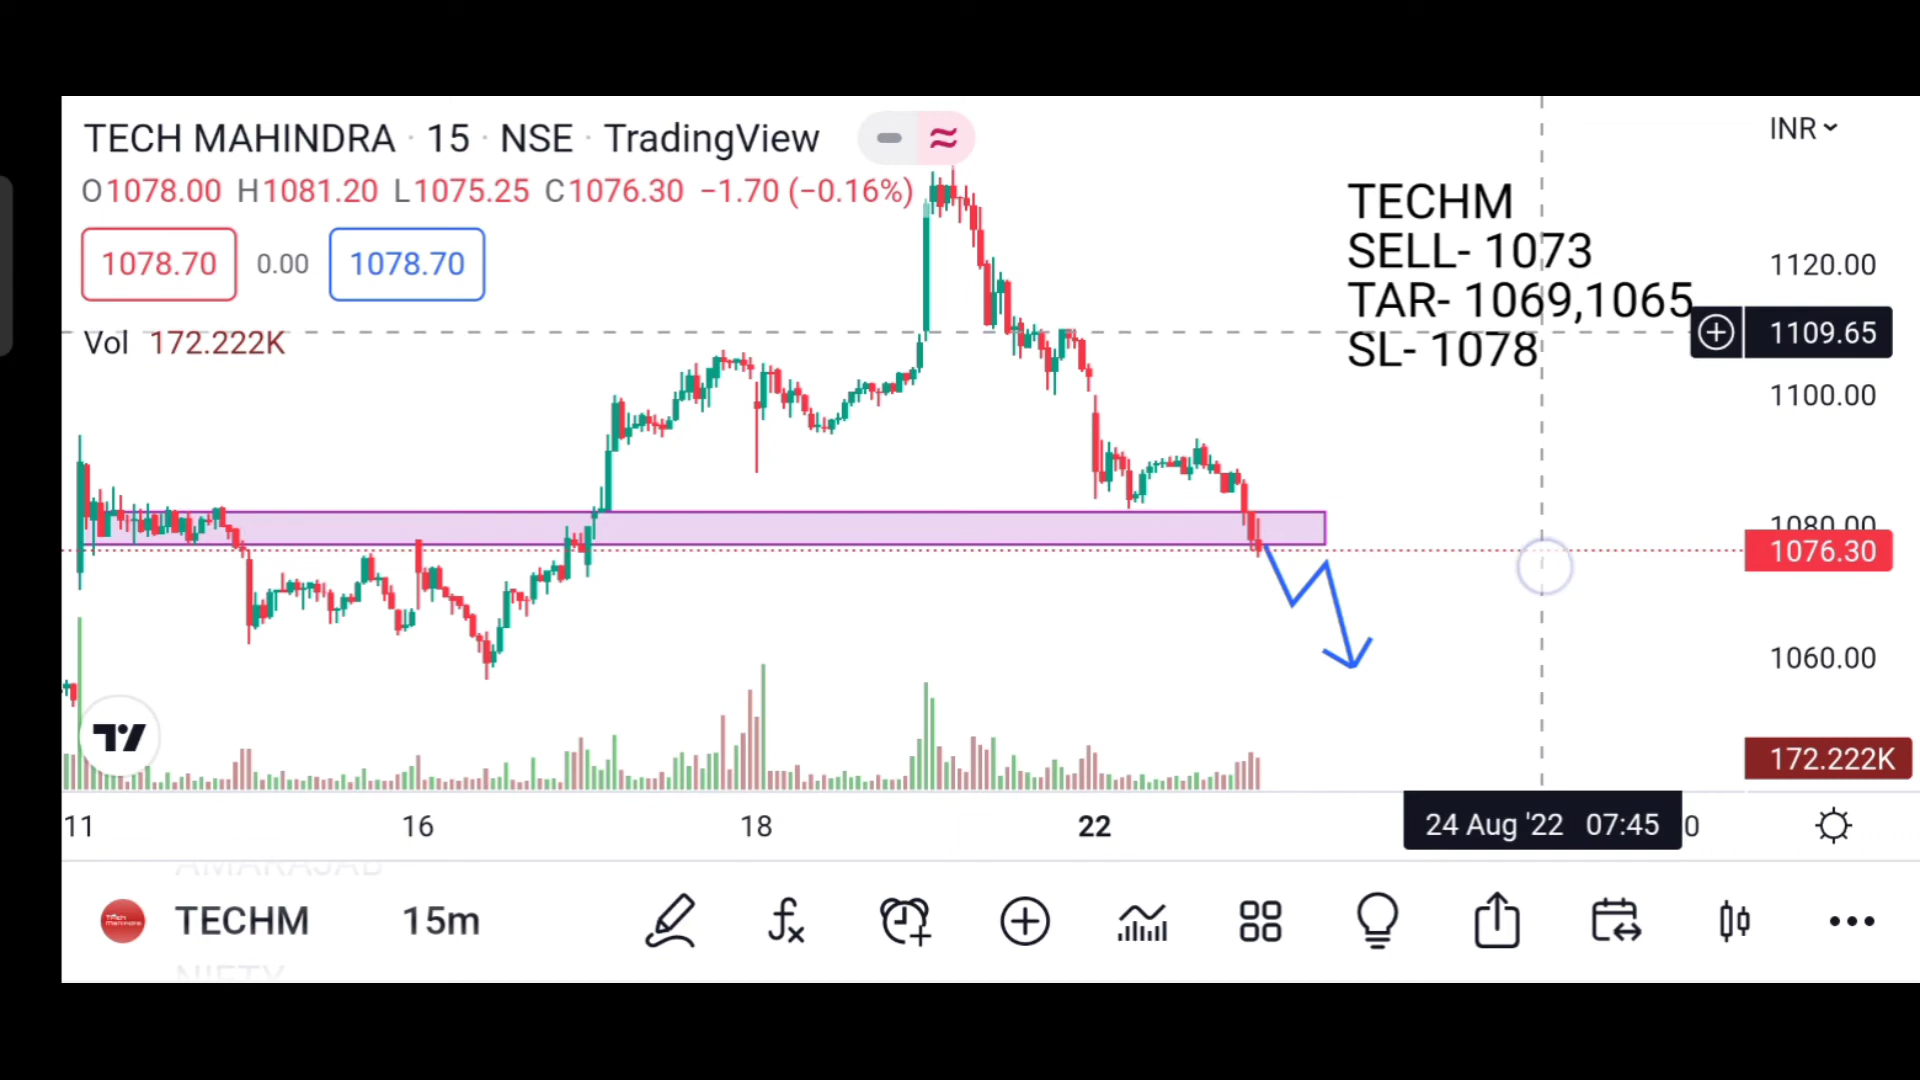 TECH MAHINDRA · 15 · NSE · TradingView
INR
O1078.00 H1081.20 L1075.25 C1076.30 −1.70 (−0.16%)
1078.70 0.00 1078.70
Vol 172.222K
TECHM
SELL- 1073
TAR- 1069,1065
SL- 1078
1120.00
1109.65
1100.00
1080.00
1076.30
1060.00
172.222K
11 16 18 22 24 Aug '22 07:45 0
AMARAJAB
TECHM 15m
NIFTY